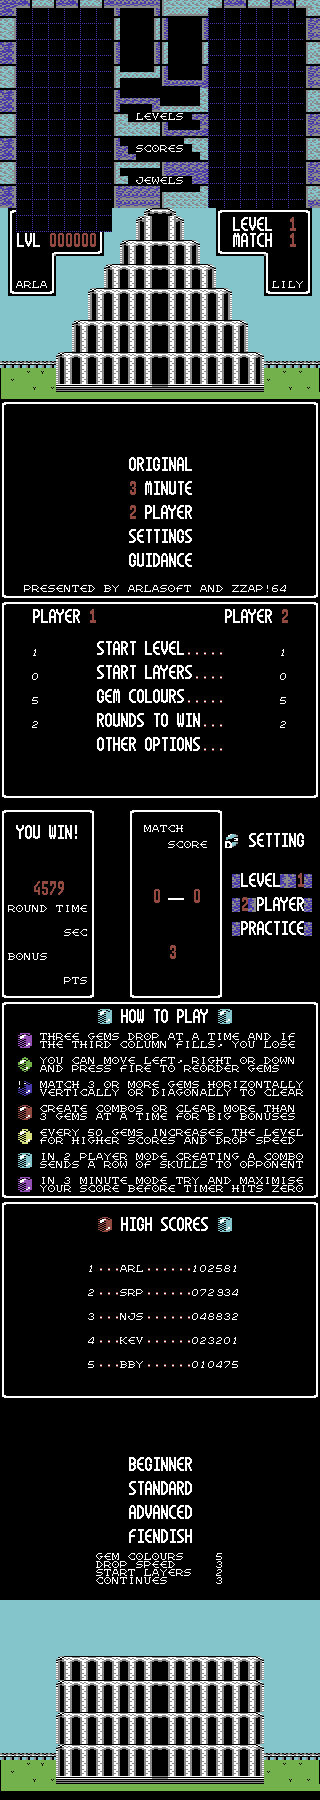 LEVELS
SCORES
JEWELS
LVL 000000
LEVEL 1
MATCH 1
ARLA
LILY
ORIGINAL
3 MINUTE
2 PLAYER
SETTINGS
GUIDANCE
PRESENTED BY ARLASOFT AND ZZAP!64
PLAYER 1
PLAYER 2
1 START LEVEL..... 1
0 START LAYERS.... 0
5 GEM COLOURS..... 5
2 ROUNDS TO WIN... 2
OTHER OPTIONS...
YOU WIN!
4579
ROUND TIME
SEC
BONUS
PTS
MATCH
SCORE
0 — 0
3
SETTING
LEVEL 1
2 PLAYER
PRACTICE
HOW TO PLAY
THREE GEMS DROP AT A TIME AND IF
THE THIRD COLUMN FILLS, YOU LOSE
YOU CAN MOVE LEFT, RIGHT OR DOWN
AND PRESS FIRE TO REORDER GEMS
MATCH 3 OR MORE GEMS HORIZONTALLY
VERTICALLY OR DIAGONALLY TO CLEAR
CREATE COMBOS OR CLEAR MORE THAN
3 GEMS AT A TIME FOR BIG BONUSES
EVERY 50 GEMS INCREASES THE LEVEL
FOR HIGHER SCORES AND DROP SPEED
IN 2 PLAYER MODE CREATING A COMBO
SENDS A ROW OF SKULLS TO OPPONENT
IN 3 MINUTE MODE TRY AND MAXIMISE
YOUR SCORE BEFORE TIMER HITS ZERO
HIGH SCORES
1 ...ARL......102581
2 ...SRP......072934
3 ...NJS......048832
4 ...KEV......023201
5 ...BBY......010475
BEGINNER
STANDARD
ADVANCED
FIENDISH
GEM COLOURS 5
DROP SPEED 3
START LAYERS 2
CONTINUES 3